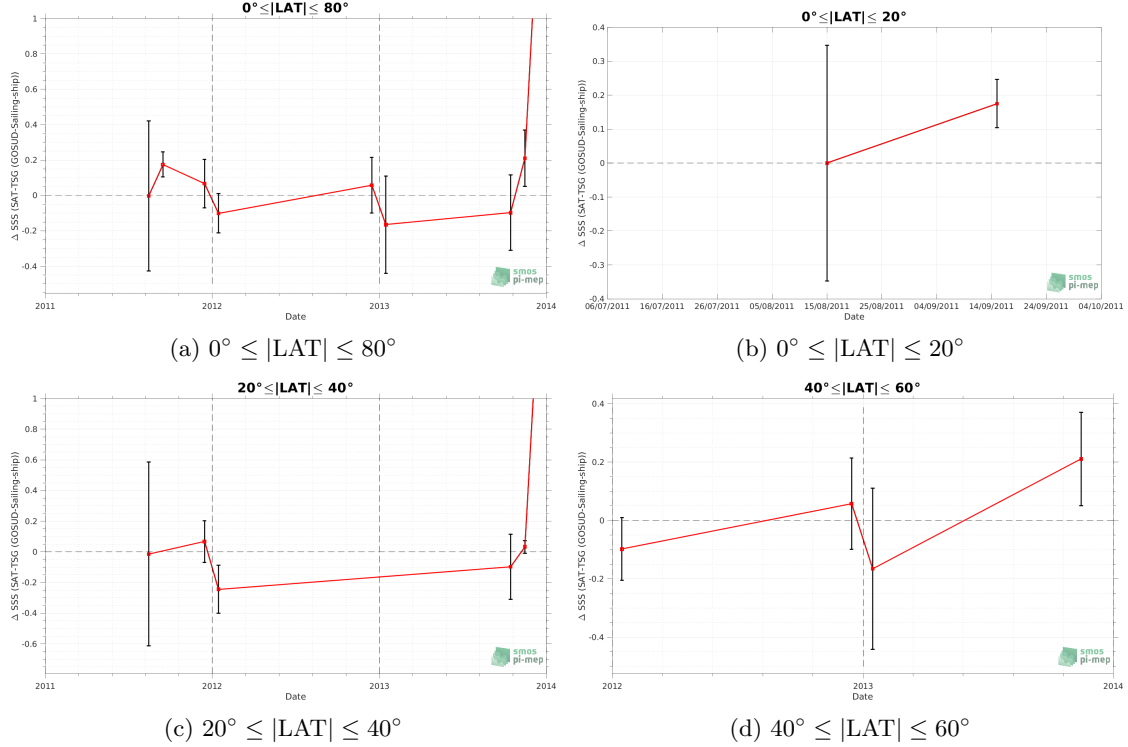 0°≤|LAT|≤ 80°
Δ SSS (SAT-TSG (GOSUD-Sailing-ship))
1
0.8
0.6
0.4
0.2
0
-0.2
-0.4
2011
2012
2013
2014
Date
smos
pi-mep
(a) 0° ≤ |LAT| ≤ 80°
0°≤|LAT|≤ 20°
Δ SSS (SAT-TSG (GOSUD-Sailing-ship))
0.4
0.3
0.2
0.1
0
-0.1
-0.2
-0.3
-0.4
06/07/2011
16/07/2011
26/07/2011
05/08/2011
15/08/2011
25/08/2011
04/09/2011
14/09/2011
24/09/2011
04/10/2011
Date
smos
pi-mep
(b) 0° ≤ |LAT| ≤ 20°
20°≤|LAT|≤ 40°
Δ SSS (SAT-TSG (GOSUD-Sailing-ship))
1
0.8
0.6
0.4
0.2
0
-0.2
-0.4
-0.6
2011
2012
2013
2014
Date
smos
pi-mep
(c) 20° ≤ |LAT| ≤ 40°
40°≤|LAT|≤ 60°
Δ SSS (SAT-TSG (GOSUD-Sailing-ship))
0.4
0.2
0
-0.2
-0.4
2012
2013
2014
Date
smos
pi-mep
(d) 40° ≤ |LAT| ≤ 60°